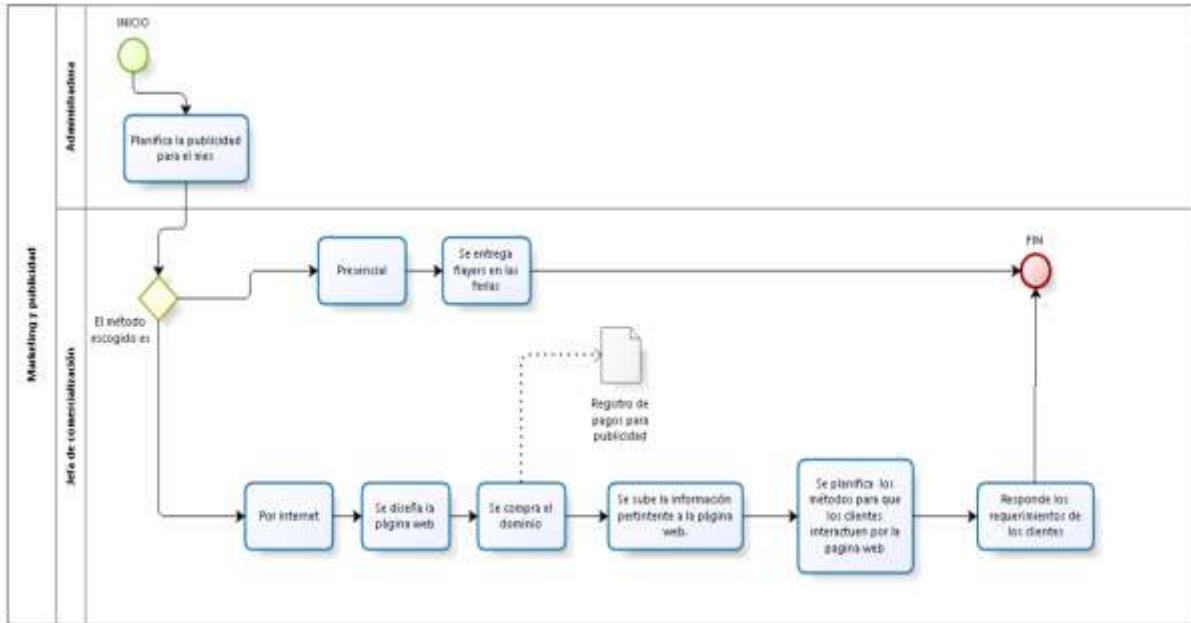 Marketing y publicidad
Administradora
INICIO
Planifica la publicidad
para el mes
Jefa de comercialización
El método
escogido es
Presencial
Se entrega
flayers en las
ferias
FIN
Registro de
pagos para
publicidad
Por internet
Se diseña la
página web
Se compra el
dominio
Se sube la información
pertintente a la página
web.
Se planifica los
métodos para que
los clientes
interactuen por la
pagina web
Responde los
requerimientos de
los clientes